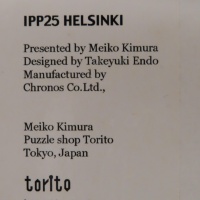 IPP25 HELSINKI
Presented by Meiko Kimura
Designed by Takeyuki Endo
Manufactured by
Chronos Co.Ltd.,
Meiko Kimura
Puzzle shop Torito
Tokyo, Japan
torito